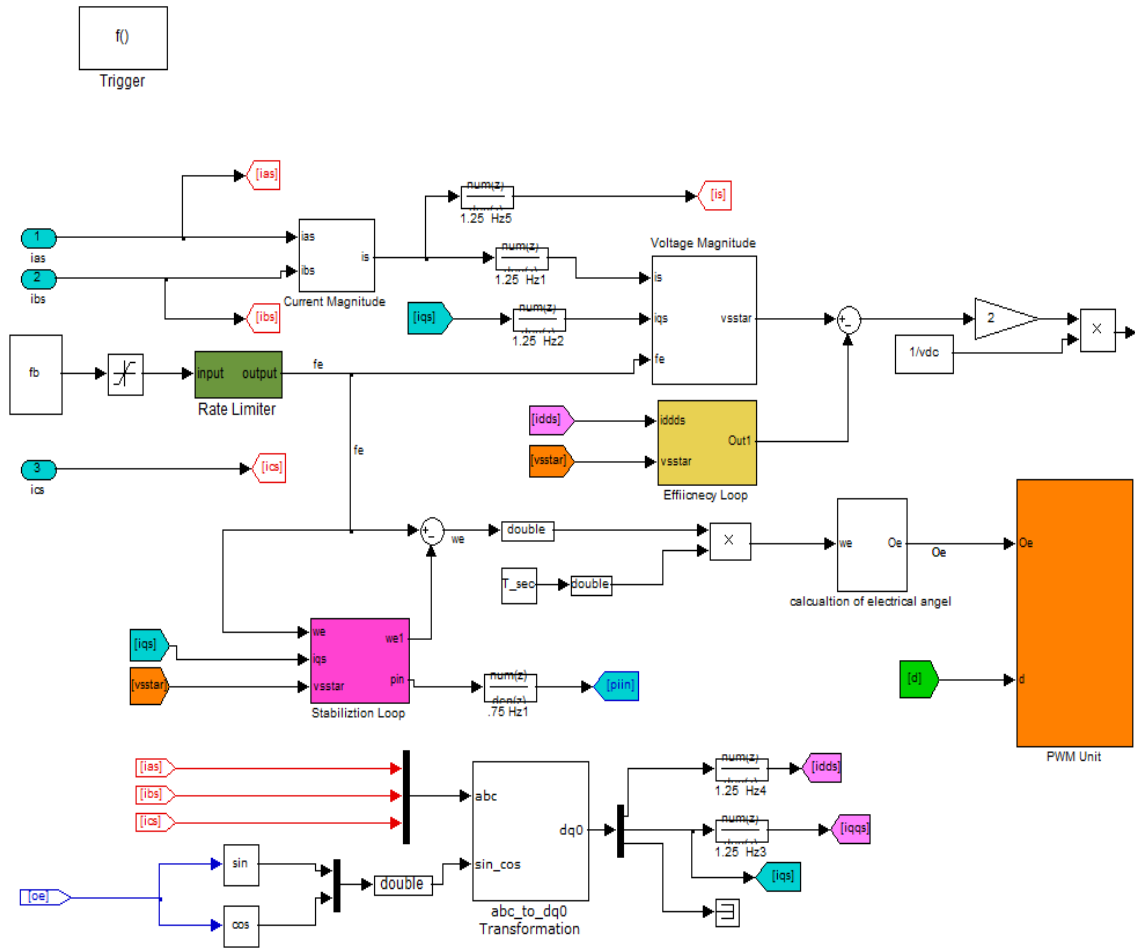 f()
Trigger
[ias]
num(z)
1.25 Hz5
[is]
1
ias
2
ibs
ias
ibs
is
Current Magnitude
num(z)
1.25 Hz1
Voltage Magnitude
is
iqs
fe
vsstar
[ibs]
[iqs]
num(z)
1.25 Hz2
2
1/vdc
X
fb
input output
Rate Limiter
fe
fe
3
ics
[ics]
[idds]
[vsstar]
iddds
Out1
vsstar
Effiicnecy Loop
we
double
X
T_sec
double
we
Oe
calcualtion of electrical angel
Oe
Oe
d
PWM Unit
[d]
[iqs]
[vsstar]
we
we1
iqs
vsstar
pin
Stabiliztion Loop
num(z)
den(z)
.75 Hz1
[piin]
[ias]
[ibs]
[ics]
abc
dq0
sin_cos
abc_to_dq0
Transformation
num(z)
1.25 Hz4
[idds]
num(z)
1.25 Hz3
[iqqs]
[iqs]
[oe]
sin
cos
double